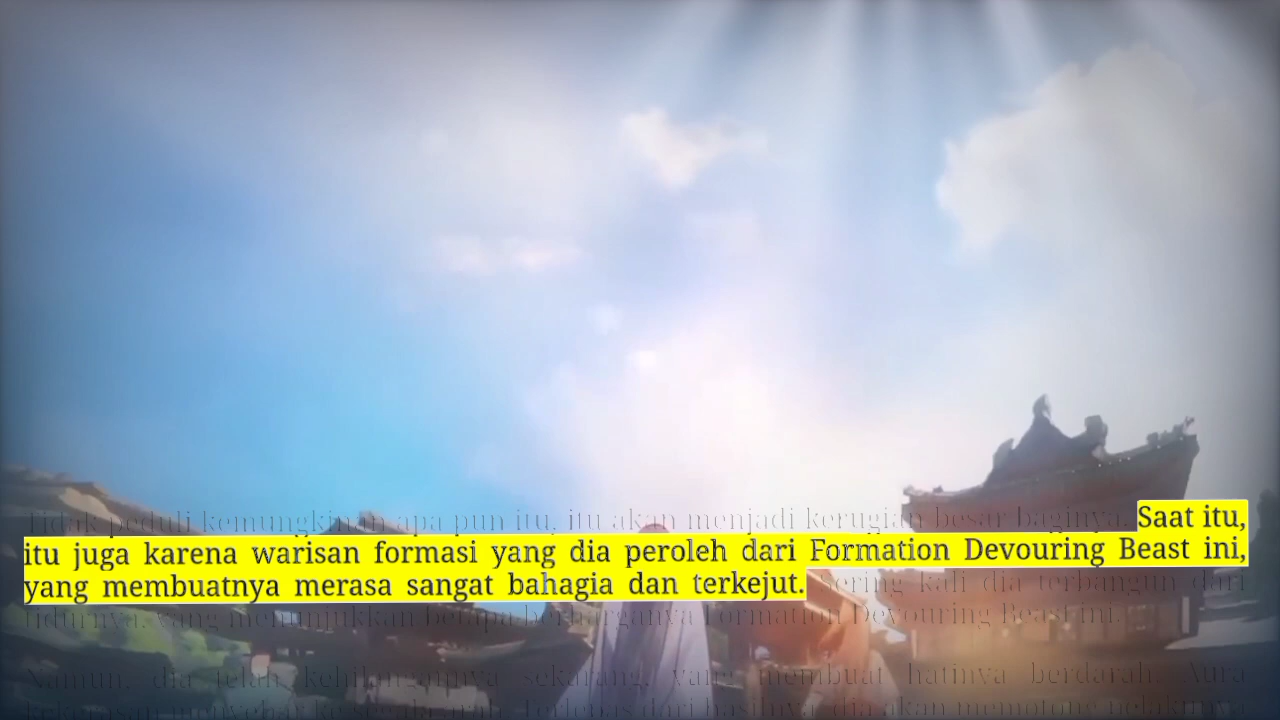 Tidak peduli kemungkinan apa pun itu, itu akan menjadi kerugian besar baginya. Saat itu,
itu juga karena warisan formasi yang dia peroleh dari Formation Devouring Beast ini,
yang membuatnya merasa sangat bahagia dan terkejut. Sering kali dia terbangun dari
tidurnya, yang menunjukkan betapa berharganya Formation Devouring Beast ini.
Namun, dia telah kehilangannya sekarang, yang membuat hatinya berdarah. Aura